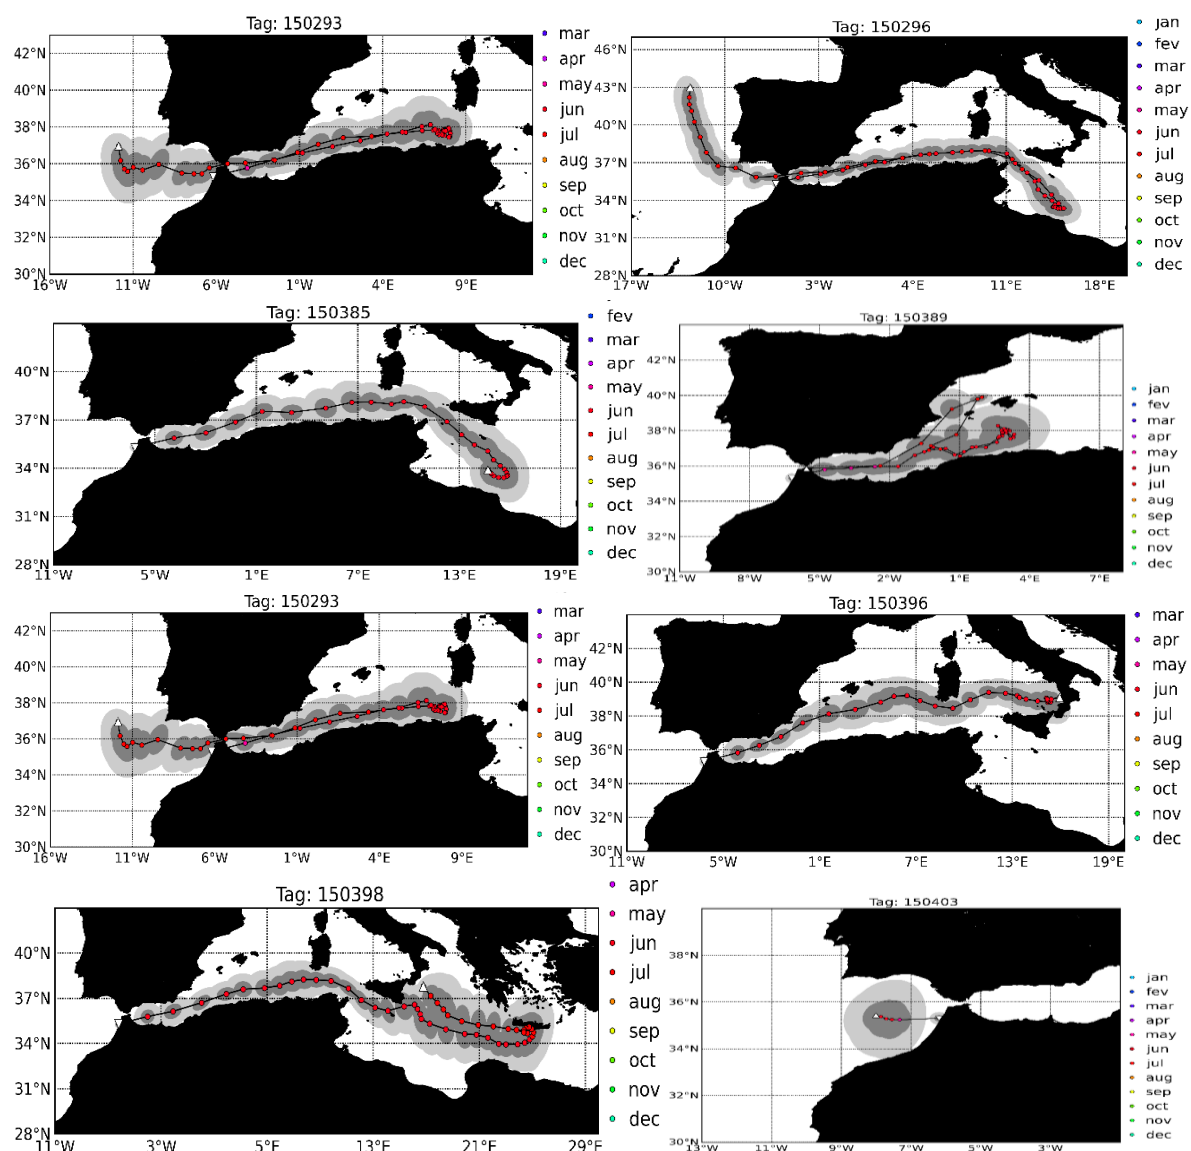 Tag: 150293
42°N
40°N
38°N
36°N
34°N
32°N
30°N
16°W 11°W 6°W 1°W 4°E 9°E
mar
apr
may
jun
jul
aug
sep
oct
nov
dec
Tag: 150296
46°N
43°N
40°N
37°N
34°N
31°N
28°N
17°W 10°W 3°W 4°E 11°E 18°E
jan
fev
mar
apr
may
jun
jul
aug
sep
oct
nov
dec
Tag: 150385
40°N
37°N
34°N
31°N
28°N
11°W 5°W 1°E 7°E 13°E 19°E
fev
mar
apr
may
jun
jul
aug
sep
oct
nov
dec
Tag: 150389
42°N
40°N
38°N
36°N
34°N
32°N
30°N
11°W 8°W 5°W 2°W 1°E 4°E 7°E
jan
fev
mar
apr
may
jun
jul
aug
sep
oct
nov
dec
Tag: 150293
42°N
40°N
38°N
36°N
34°N
32°N
30°N
16°W 11°W 6°W 1°W 4°E 9°E
mar
apr
may
jun
jul
aug
sep
oct
nov
dec
Tag: 150396
42°N
40°N
38°N
36°N
34°N
32°N
30°N
11°W 5°W 1°E 7°E 13°E 19°E
mar
apr
may
jun
jul
aug
sep
oct
nov
dec
Tag: 150398
40°N
37°N
34°N
31°N
28°N
11°W 3°W 5°E 13°E 21°E 29°E
apr
may
jun
jul
aug
sep
oct
nov
dec
Tag: 150403
38°N
36°N
34°N
32°N
30°N
13°W 11°W 9°W 7°W 5°W 3°W
jan
fev
mar
apr
may
jun
jul
aug
sep
oct
nov
dec